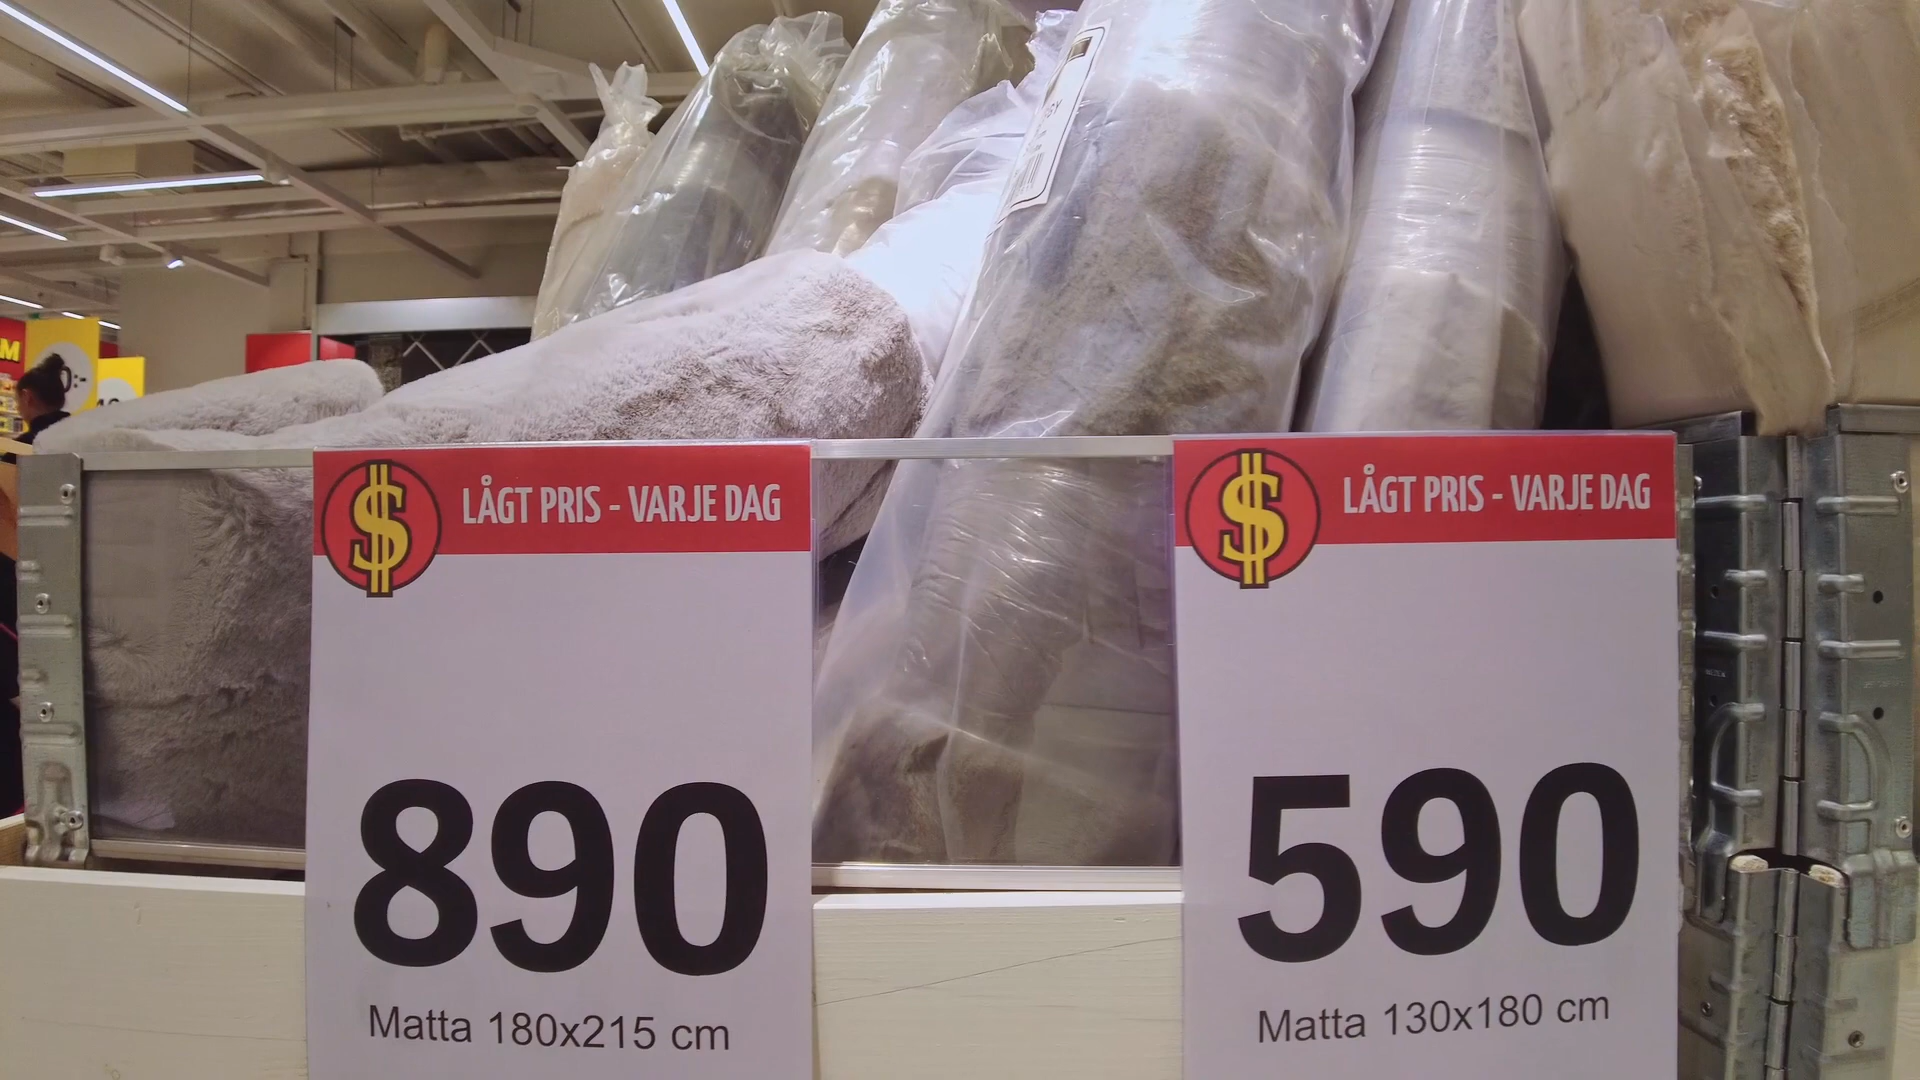 LÅGT PRIS - VARJE DAG
890
Matta 180x215 cm
LÅGT PRIS - VARJE DAG
590
Matta 130x180 cm